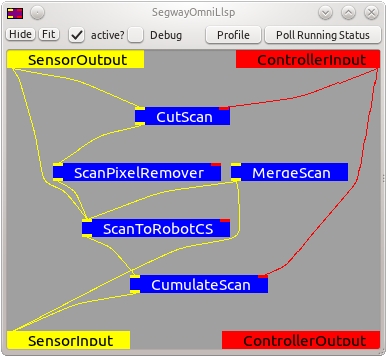 SegwayOmniLlsp
Hide Fit active? Debug Profile Poll Running Status
SensorOutput ControllerInput
CutScan
ScanPixelRemover MergeScan
ScanToRobotCS
CumulateScan
SensorInput ControllerOutput